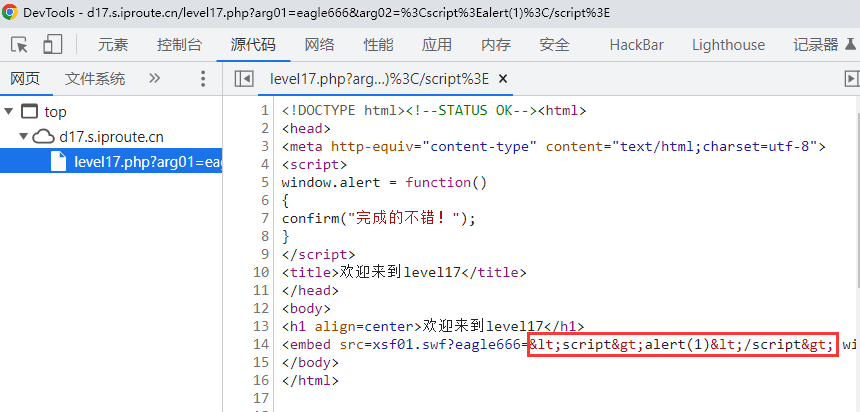 DevTools - d17.s.iproute.cn/level17.php?arg01=eagle666&arg02=%3Cscript%3Ealert(1)%3C/script%3E
元素 控制台 源代码 网络 性能 应用 内存 安全 HackBar Lighthouse 记录器
网页 文件系统 level17.php?arg...)%3C/script%3E
top
d17.s.iproute.cn
level17.php?arg01=eag
1 <!DOCTYPE html><!--STATUS OK--><html>
2 <head>
3 <meta http-equiv="content-type" content="text/html;charset=utf-8">
4 <script>
5 window.alert = function()
6 {
7 confirm("完成的不错！");
8 }
9 </script>
10 <title>欢迎来到level17</title>
11 </head>
12 <body>
13 <h1 align=center>欢迎来到level17</h1>
14 <embed src=xsf01.swf?eagle666=&lt;script&gt;alert(1)&lt;/script&gt; wi
15 </body>
16 </html>
17